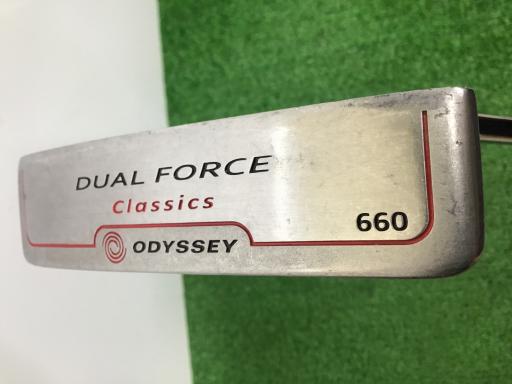 DUAL FORCE
Classics
660
ODYSSEY